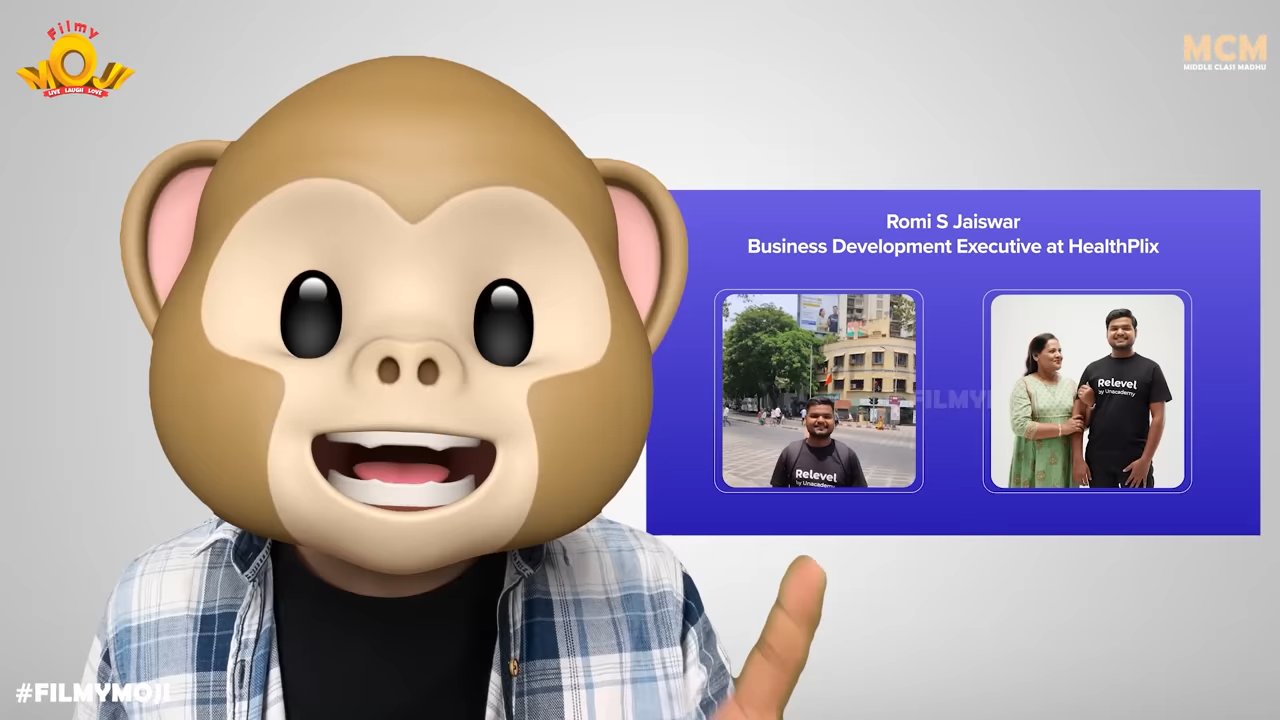 Filmy
MOJI
LIVE LAUGH LOVE
MCM
MIDDLE CLASS MADHU
Romi S Jaiswar
Business Development Executive at HealthPlix
Relevel
by Unacademy
Relevel
by Unacademy
FILMYM
#FILMYMOJI